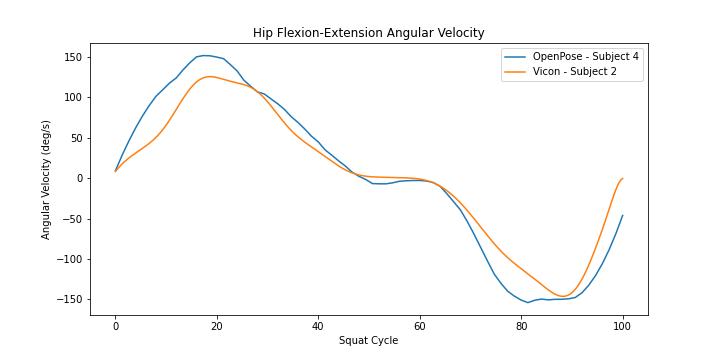 Hip Flexion-Extension Angular Velocity
OpenPose - Subject 4
Vicon - Subject 2
Angular Velocity (deg/s)
150
100
50
0
−50
−100
−150
0 20 40 60 80 100
Squat Cycle